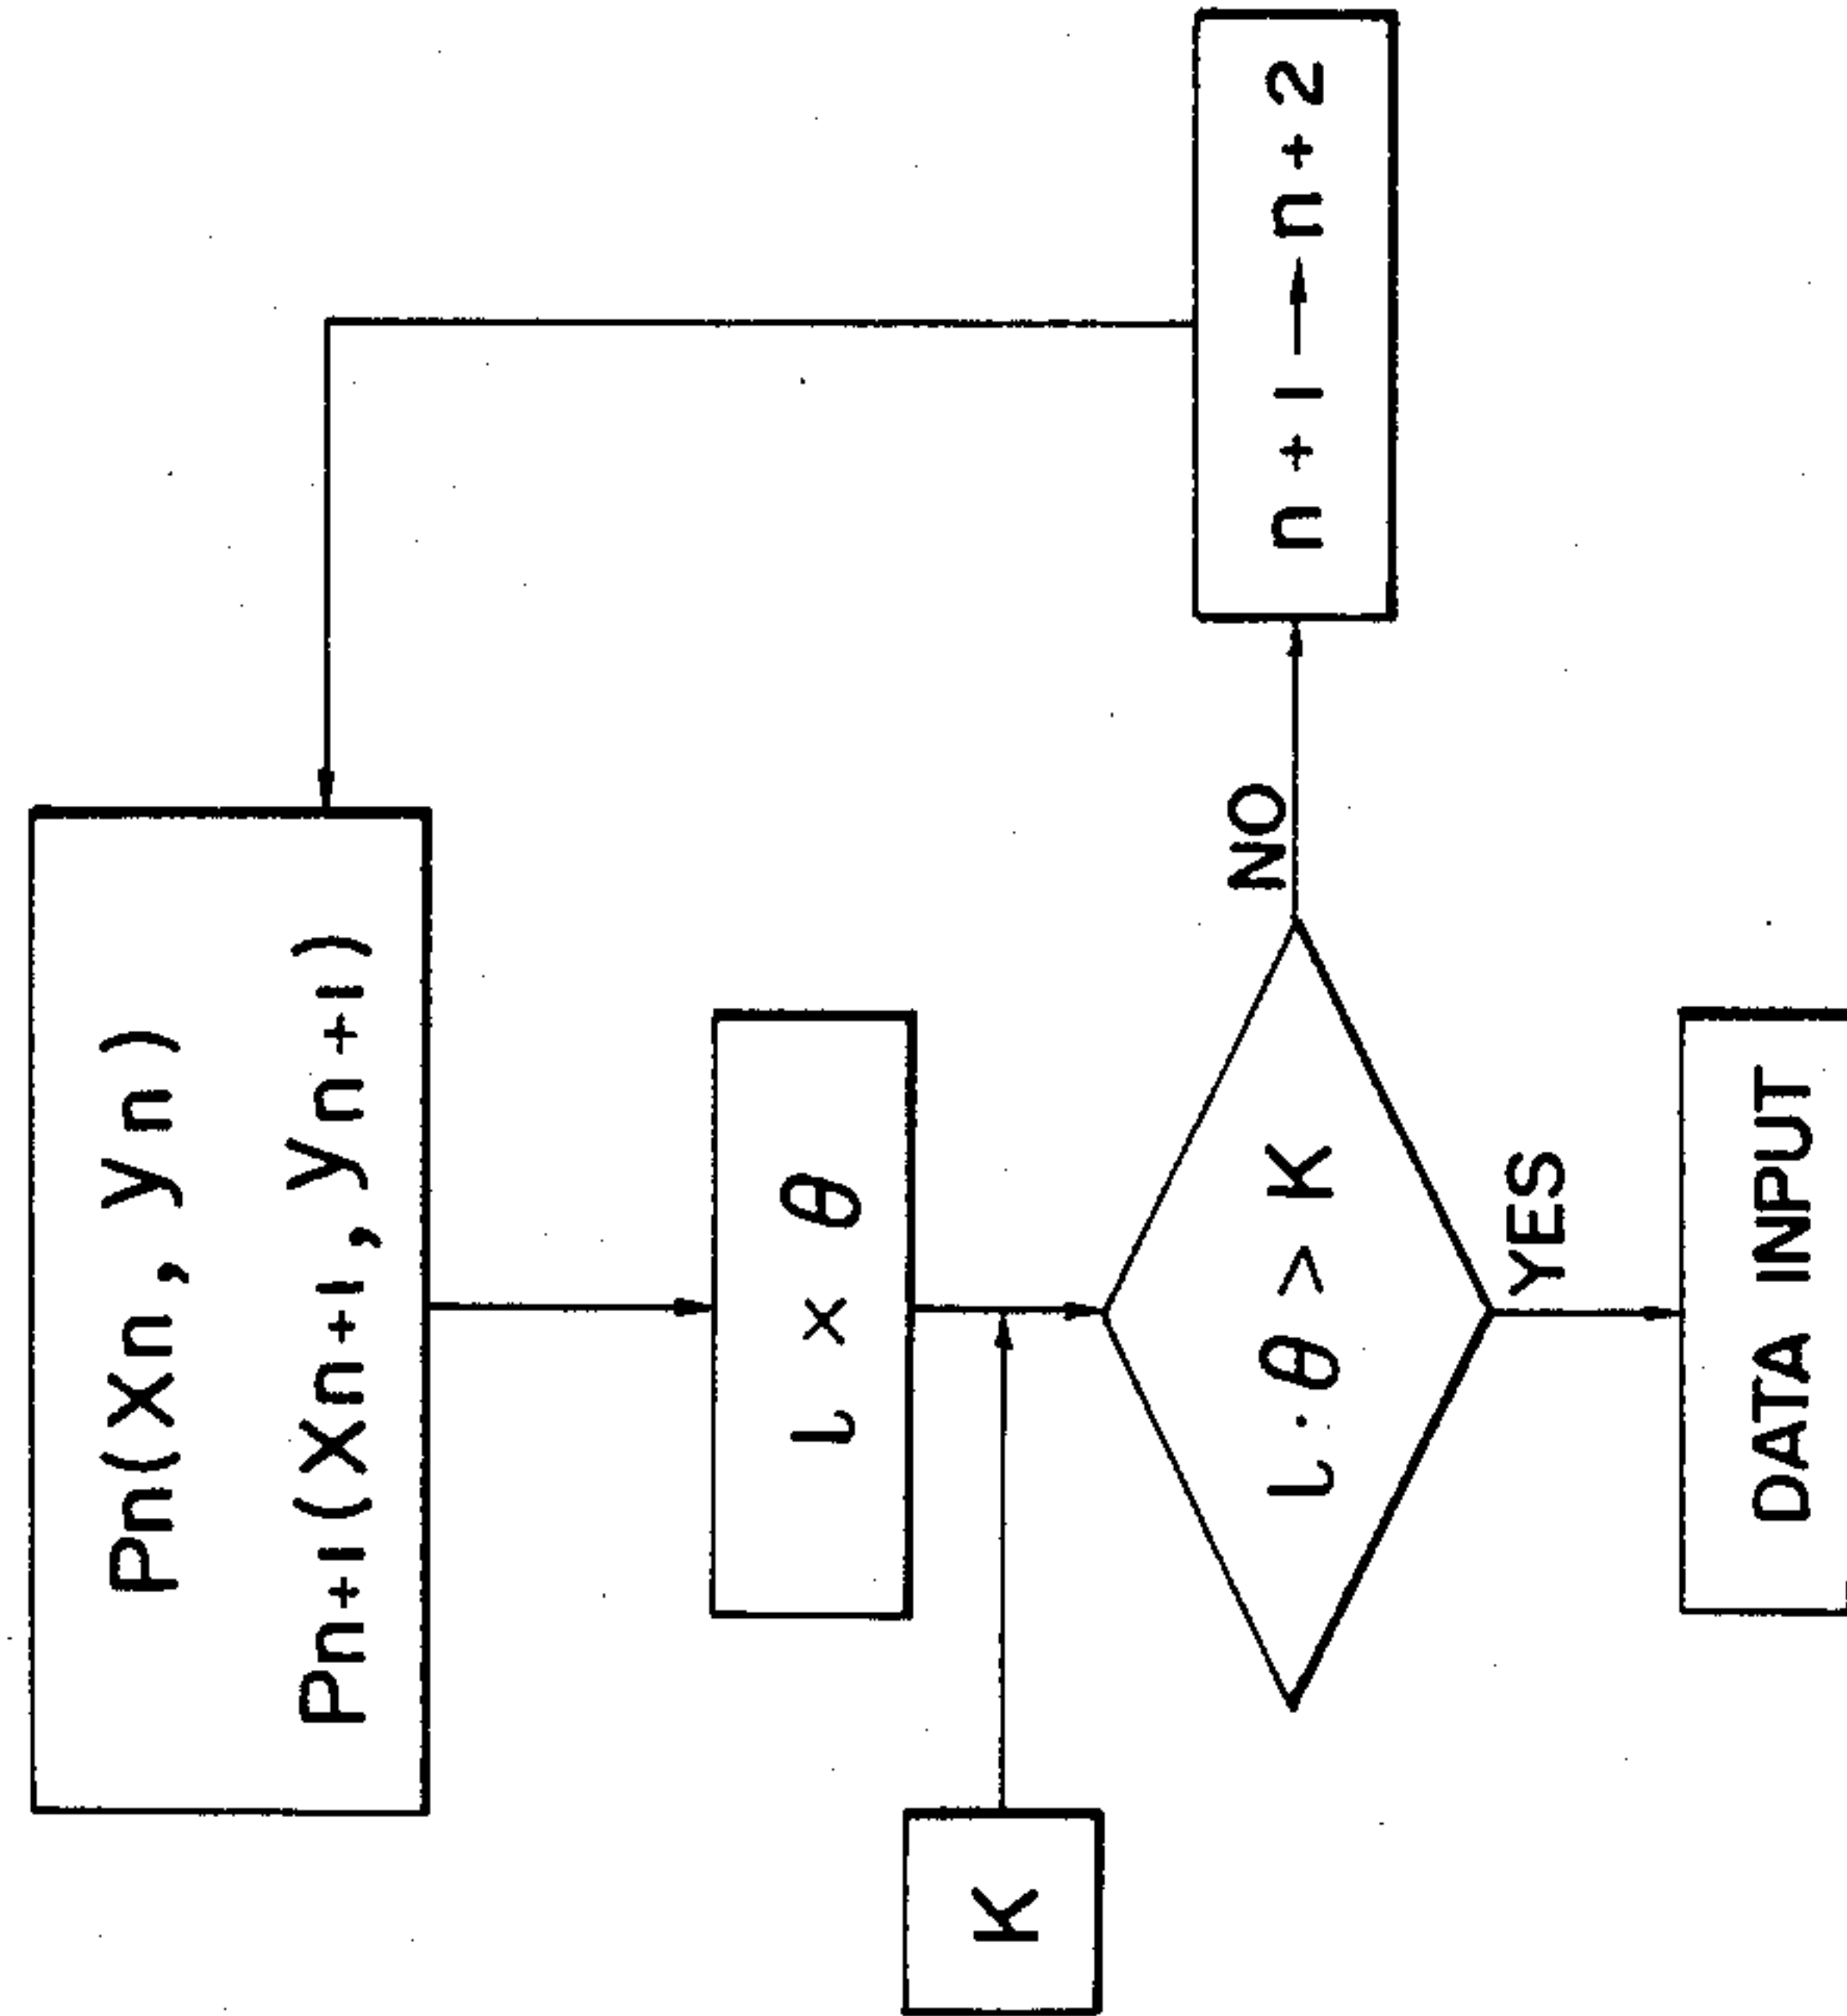 Pn(Xn, yn)
Pn+1(Xn+1, yn+1)
l × θ
K
l·θ > K
NO
n+1→n+2
YES
DATA INPUT